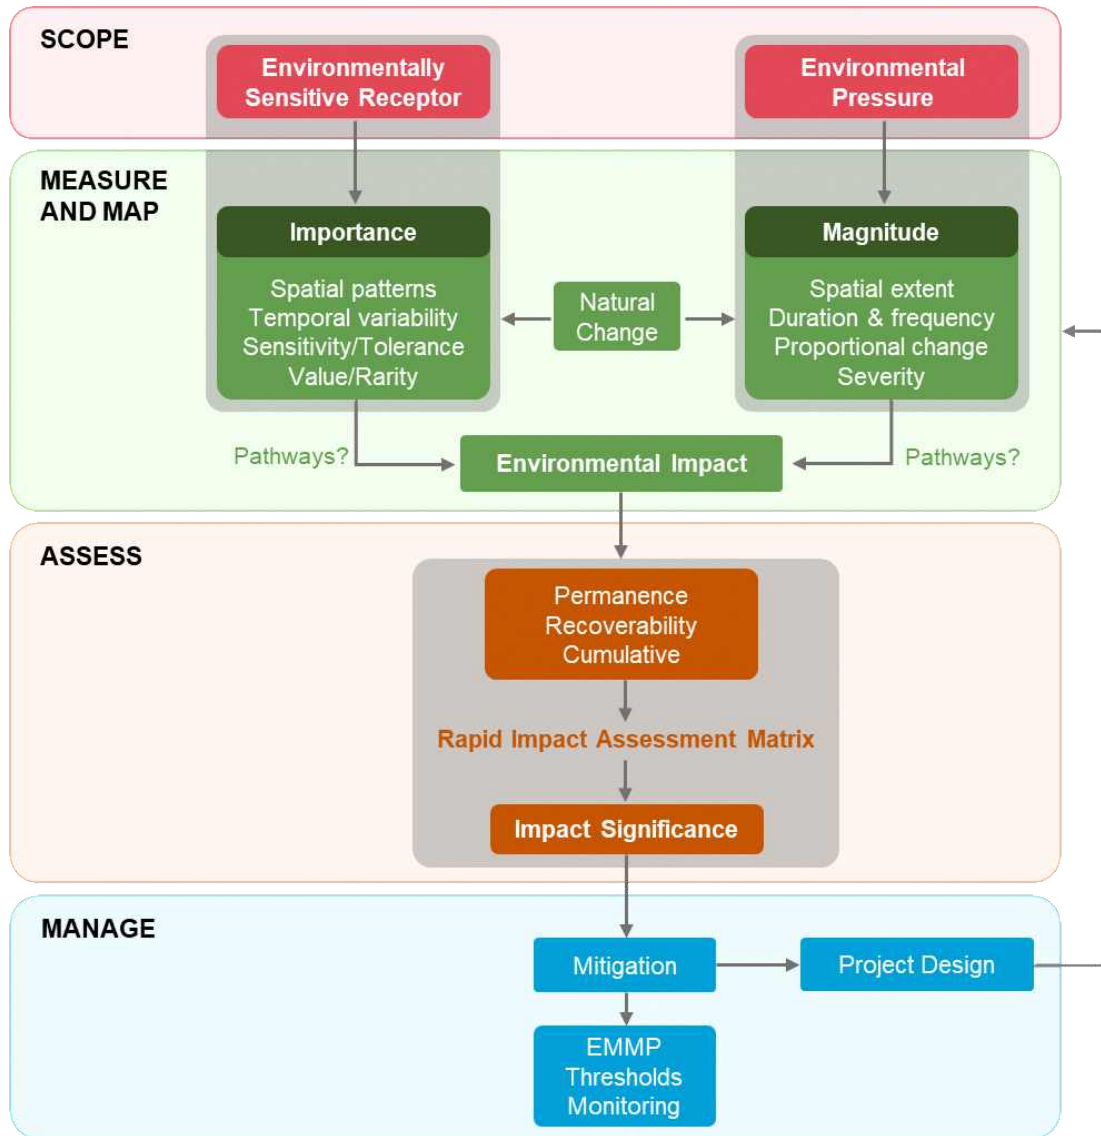 SCOPE
Environmentally
Sensitive Receptor
Environmental
Pressure
MEASURE
AND MAP
Importance
Spatial patterns
Temporal variability
Sensitivity/Tolerance
Value/Rarity
Natural
Change
Magnitude
Spatial extent
Duration & frequency
Proportional change
Severity
Pathways?
Environmental Impact
Pathways?
ASSESS
Permanence
Recoverability
Cumulative
Rapid Impact Assessment Matrix
Impact Significance
MANAGE
Mitigation
Project Design
EMMP
Thresholds
Monitoring